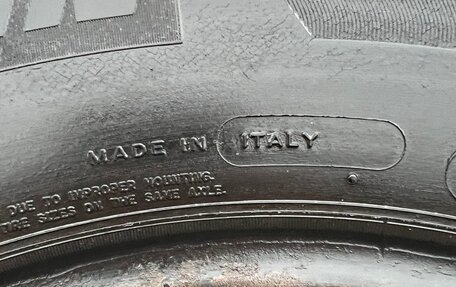 MADE IN ITALY
DUE TO IMPROPER MOUNTING.
TIRE SIZES ON THE SAME AXLE.